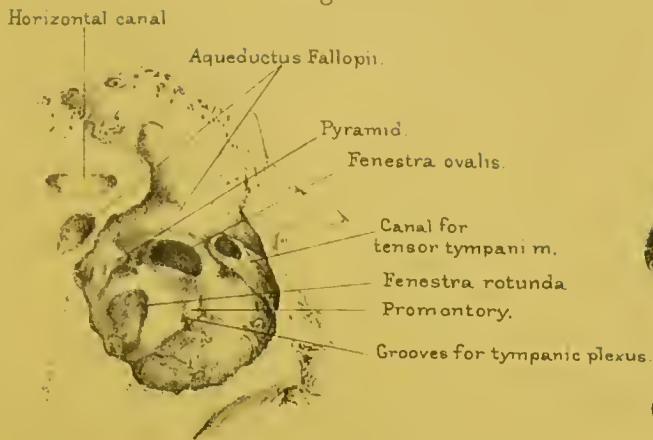 Horizontal canal
Aqueductus Fallopii.
Pyramid.
Fenestra ovalis.
Canal for
tensor tympani m.
Fenestra rotunda
Promontory.
Grooves for tympanic plexus.